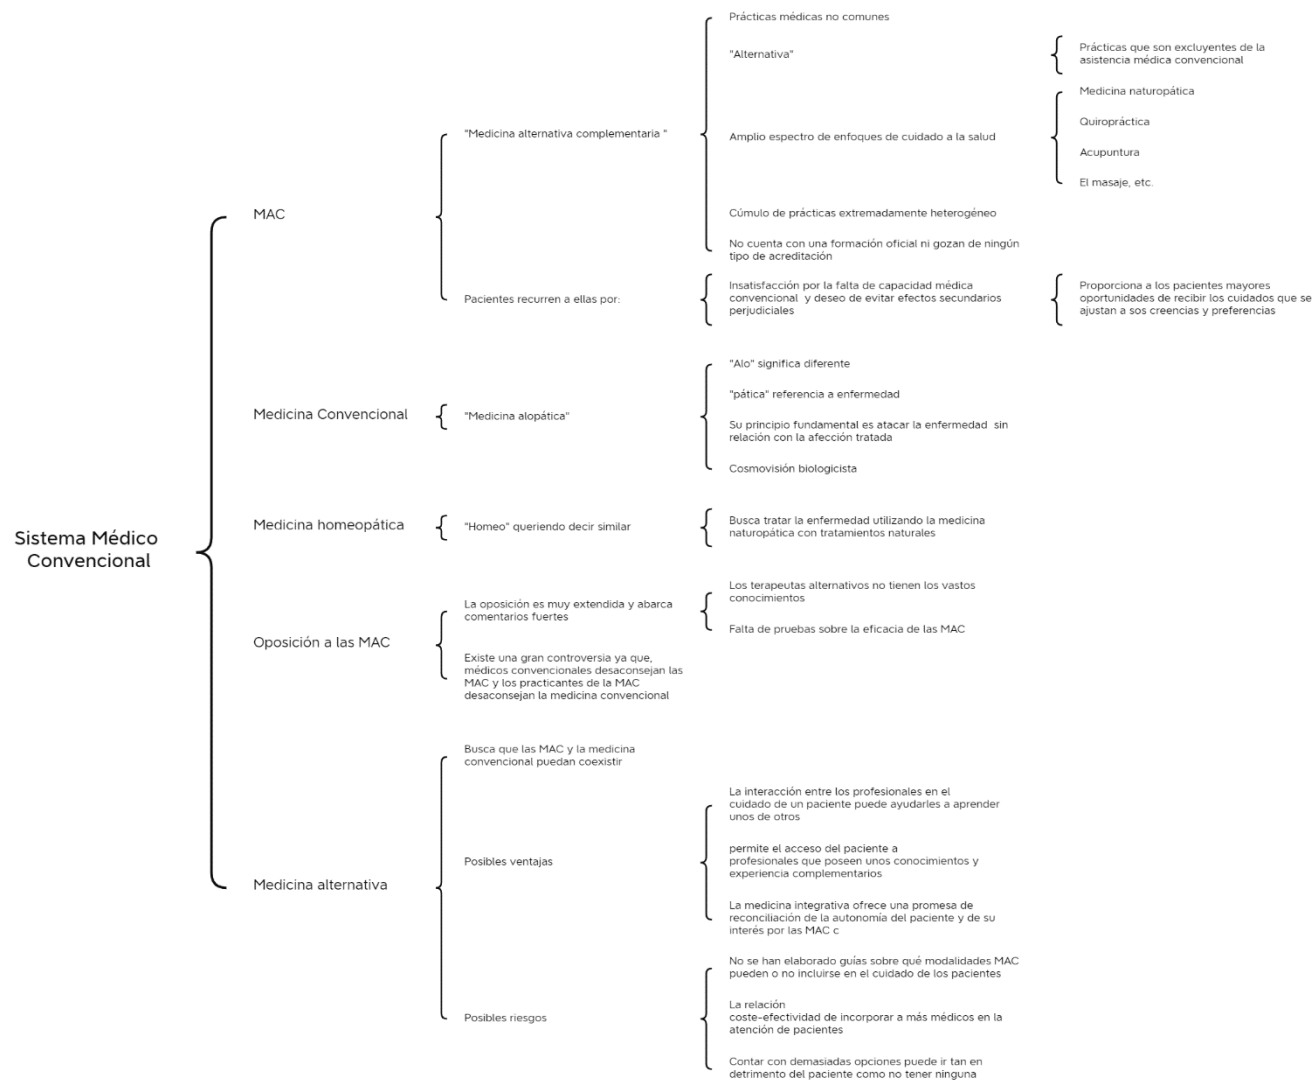 Sistema Médico
Convencional
MAC
"Medicina alternativa complementaria "
Prácticas médicas no comunes
"Alternativa"
Prácticas que son excluyentes de la
asistencia médica convencional
Amplio espectro de enfoques de cuidado a la salud
Medicina naturopática
Quiropráctica
Acupuntura
El masaje, etc.
Cúmulo de prácticas extremadamente heterogéneo
No cuenta con una formación oficial ni gozan de ningún
tipo de acreditación
Pacientes recurren a ellas por:
Insatisfacción por la falta de capacidad médica
convencional y deseo de evitar efectos secundarios
perjudiciales
Proporciona a los pacientes mayores
oportunidades de recibir los cuidados que se
ajustan a sos creencias y preferencias
Medicina Convencional
"Medicina alopática"
"Alo" significa diferente
"pática" referencia a enfermedad
Su principio fundamental es atacar la enfermedad sin
relación con la afección tratada
Cosmovisión biologicista
Medicina homeopática
"Homeo" queriendo decir similar
Busca tratar la enfermedad utilizando la medicina
naturopática con tratamientos naturales
Oposición a las MAC
La oposición es muy extendida y abarca
comentarios fuertes
Los terapeutas alternativos no tienen los vastos
conocimientos
Falta de pruebas sobre la eficacia de las MAC
Existe una gran controversia ya que,
médicos convencionales desaconsejan las
MAC y los practicantes de la MAC
desaconsejan la medicina convencional
Medicina alternativa
Busca que las MAC y la medicina
convencional puedan coexistir
Posibles ventajas
La interacción entre los profesionales en el
cuidado de un paciente puede ayudarles a aprender
unos de otros
permite el acceso del paciente a
profesionales que poseen unos conocimientos y
experiencia complementarios
La medicina integrativa ofrece una promesa de
reconciliación de la autonomía del paciente y de su
interés por las MAC c
Posibles riesgos
No se han elaborado guías sobre qué modalidades MAC
pueden o no incluirse en el cuidado de los pacientes
La relación
coste-efectividad de incorporar a más médicos en la
atención de pacientes
Contar con demasiadas opciones puede ir tan en
detrimento del paciente como no tener ninguna